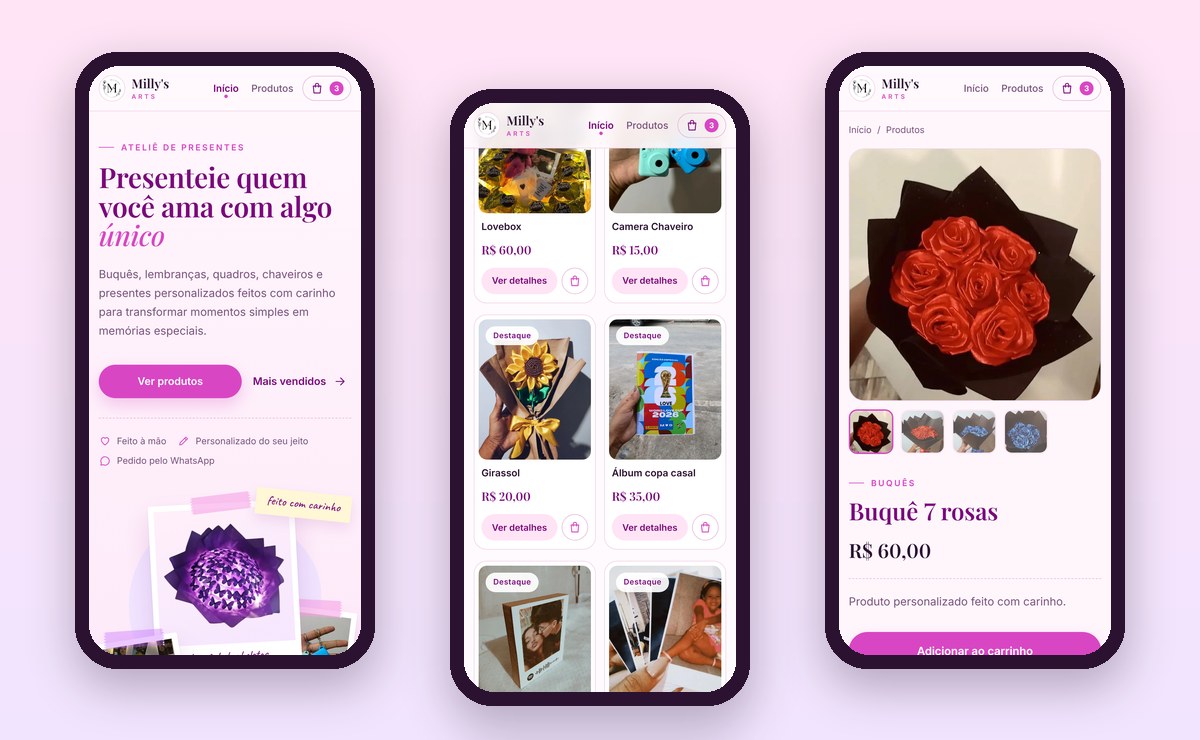 Milly's
ARTS
Início
Produtos
3
ATELIÊ DE PRESENTES
Presenteie quem
você ama com algo
único
Buquês, lembranças, quadros, chaveiros e
presentes personalizados feitos com carinho
para transformar momentos simples em
memórias especiais.
Ver produtos
Mais vendidos →
Feito à mão
Personalizado do seu jeito
Pedido pelo WhatsApp
feito com carinho
Milly's
ARTS
Início
Produtos
3
Lovebox
R$ 60,00
Ver detalhes
Camera Chaveiro
R$ 15,00
Ver detalhes
Destaque
Girassol
R$ 20,00
Ver detalhes
Destaque
LOVE
2026
Álbum copa casal
R$ 35,00
Ver detalhes
Destaque
Destaque
Milly's
ARTS
Início
Produtos
3
Início / Produtos
BUQUÊS
Buquê 7 rosas
R$ 60,00
Produto personalizado feito com carinho.
Adicionar ao carrinho